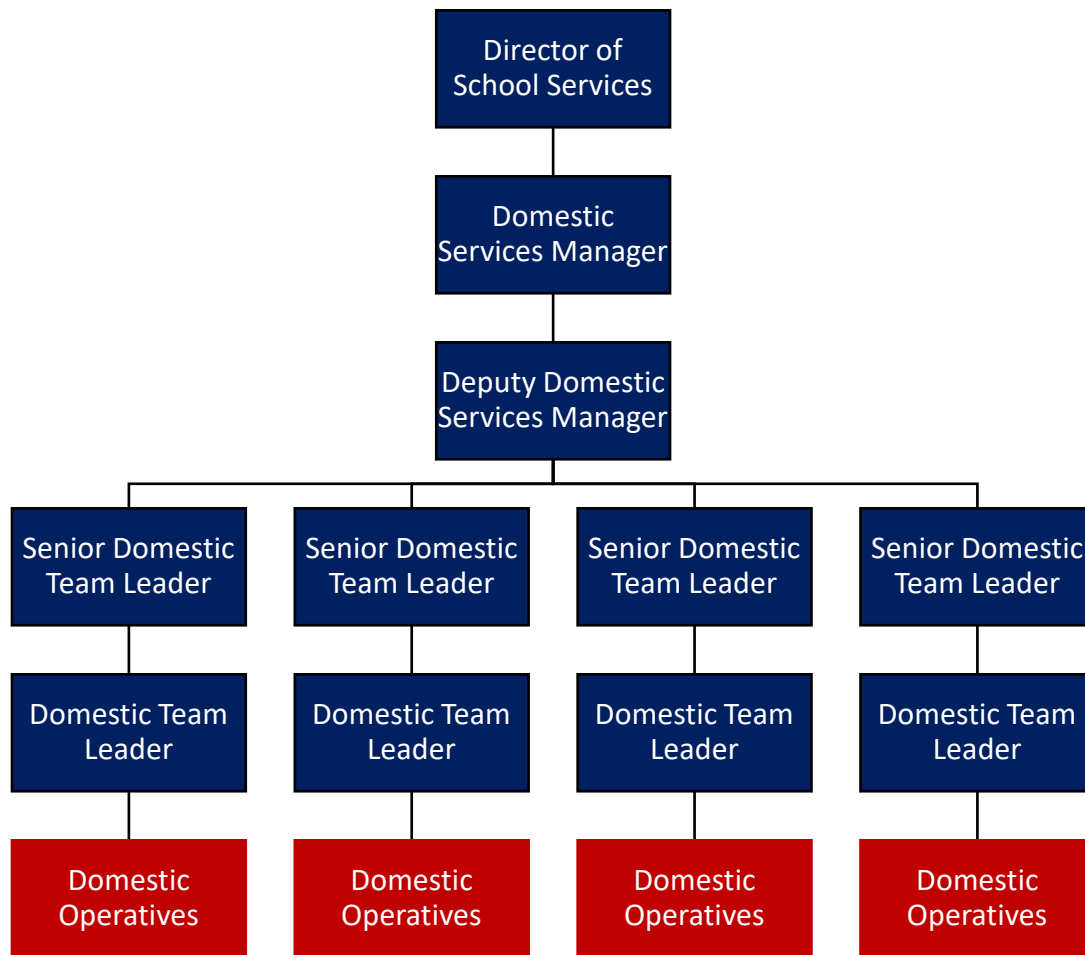 Director of
School Services
Domestic
Services Manager
Deputy Domestic
Services Manager
Senior Domestic
Team Leader
Senior Domestic
Team Leader
Senior Domestic
Team Leader
Senior Domestic
Team Leader
Domestic Team
Leader
Domestic Team
Leader
Domestic Team
Leader
Domestic Team
Leader
Domestic
Operatives
Domestic
Operatives
Domestic
Operatives
Domestic
Operatives